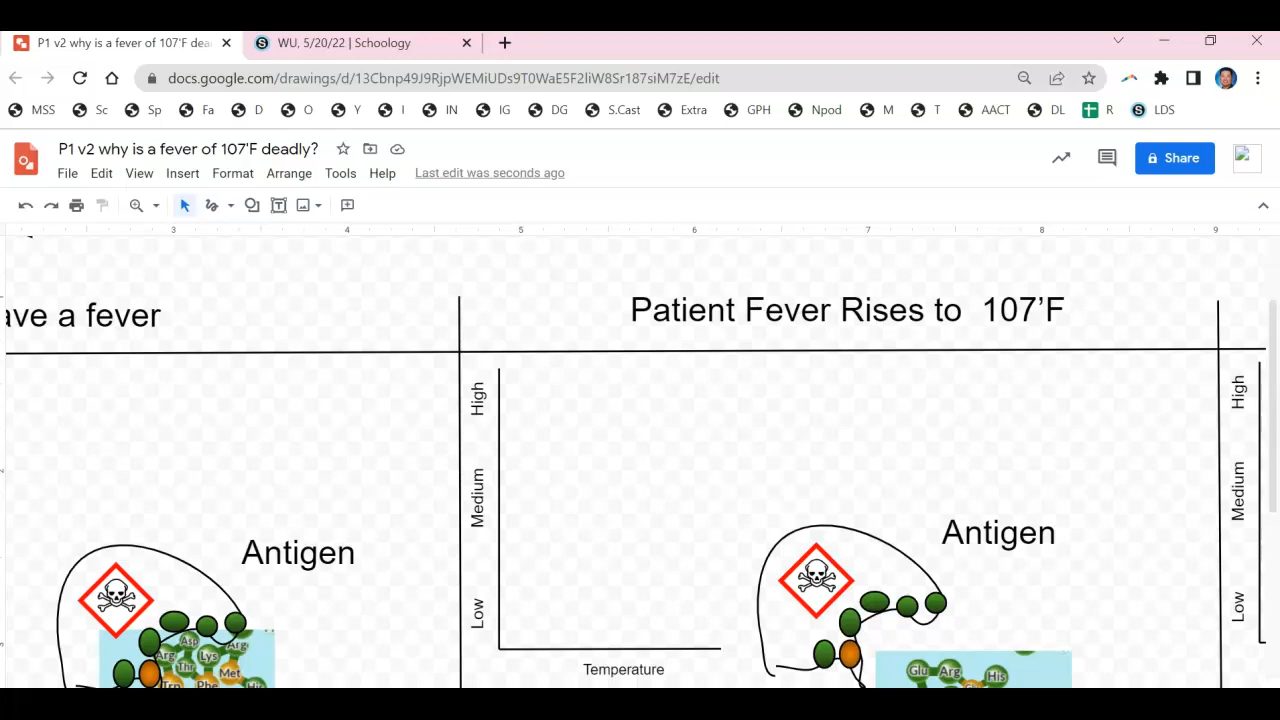 P1 v2 why is a fever of 107'F dea
WU, 5/20/22 | Schoology
docs.google.com/drawings/d/13Cbnp49J9RjpWEMiUDs9T0WaE5F2liW8Sr187siM7zE/edit
MSS Sc Sp Fa D O Y I IN IG DG S.Cast Extra GPH Npod M T AACT DL R LDS
P1 v2 why is a fever of 107'F deadly?
Share
File Edit View Insert Format Arrange Tools Help Last edit was seconds ago
3 4 5 6 7 8 9
ave a fever
Patient Fever Rises to 107'F
High
Medium
Low
Temperature
Antigen
Asp
Arg
Arg
Lys
Thr
Met
Trp
Phe
His
Antigen
Glu
Arg
His
High
Medium
Low